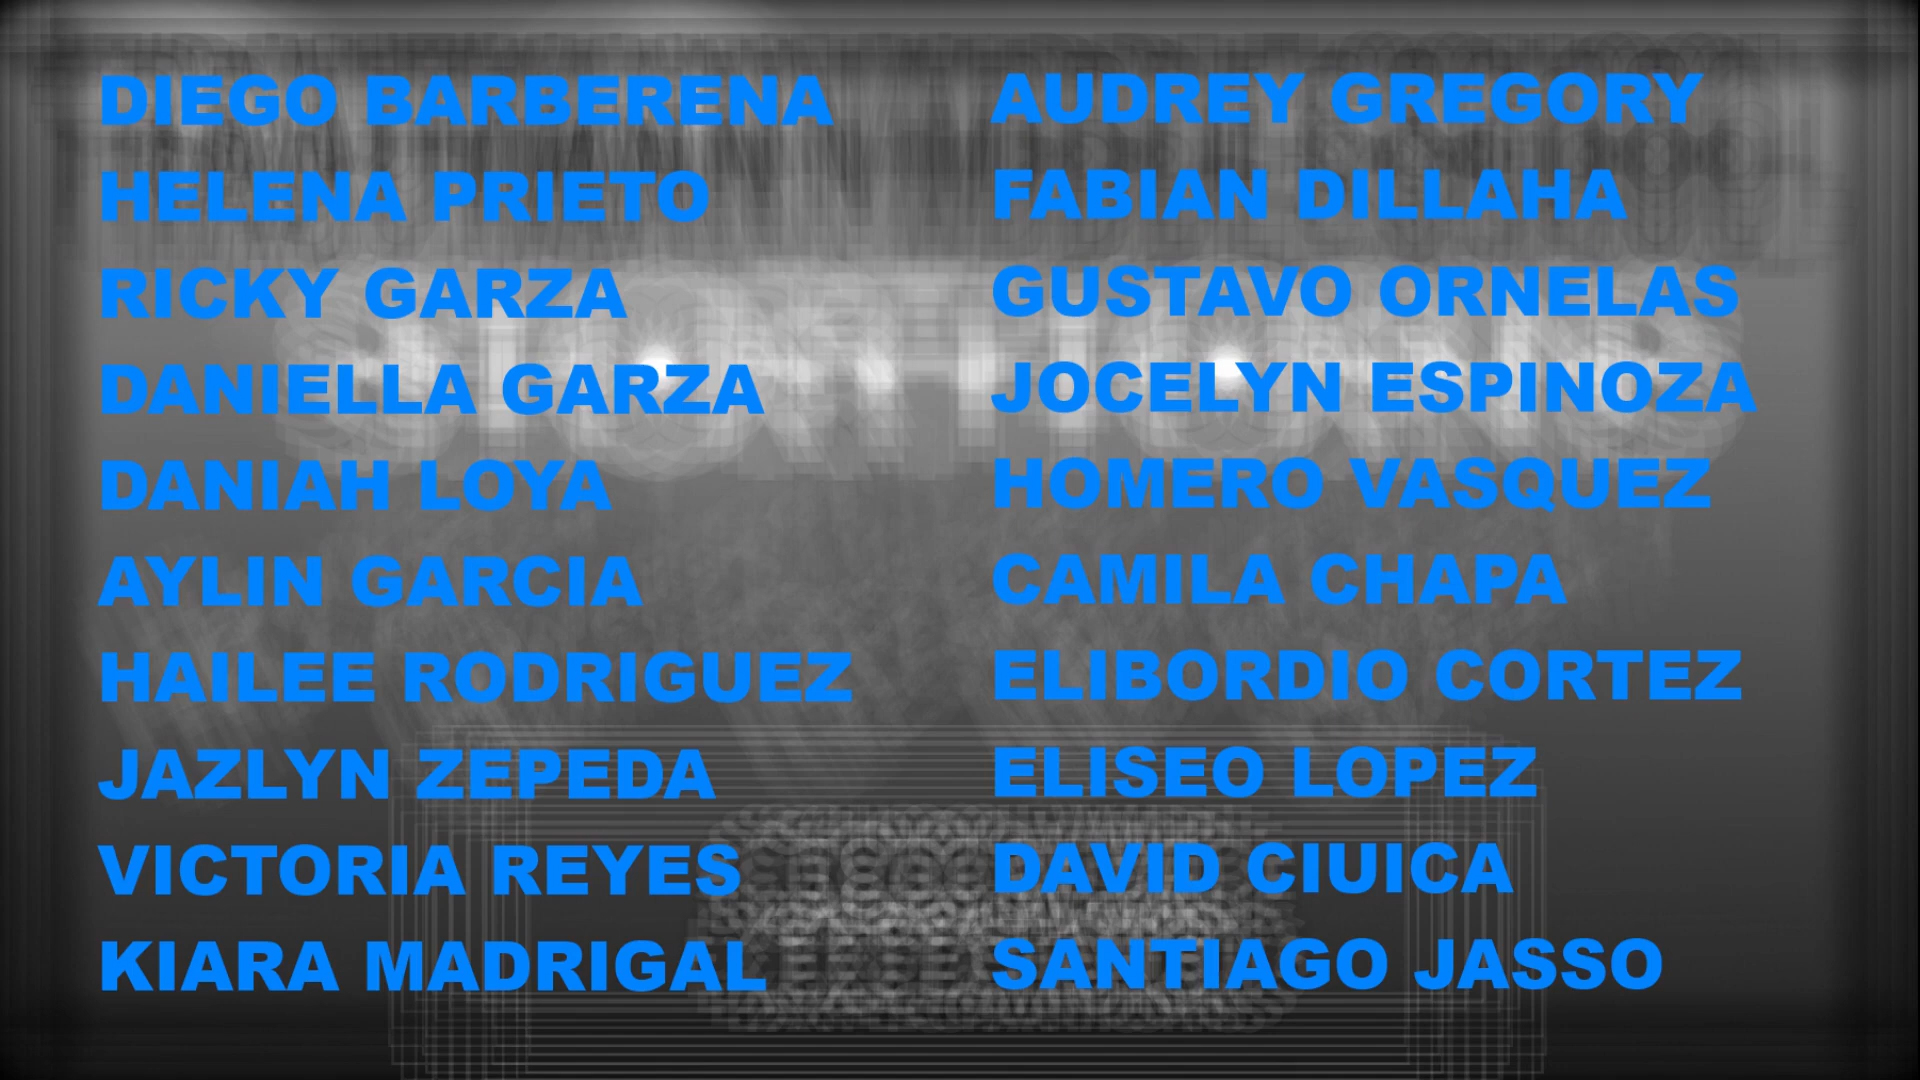 DIEGO BARBERENA
HELENA PRIETO
RICKY GARZA
DANIELLA GARZA
DANIAH LOYA
AYLIN GARCIA
HAILEE RODRIGUEZ
JAZLYN ZEPEDA
VICTORIA REYES
KIARA MADRIGAL
AUDREY GREGORY
FABIAN DILLAHA
GUSTAVO ORNELAS
JOCELYN ESPINOZA
HOMERO VASQUEZ
CAMILA CHAPA
ELIBORDIO CORTEZ
ELISEO LOPEZ
DAVID CIUICA
SANTIAGO JASSO